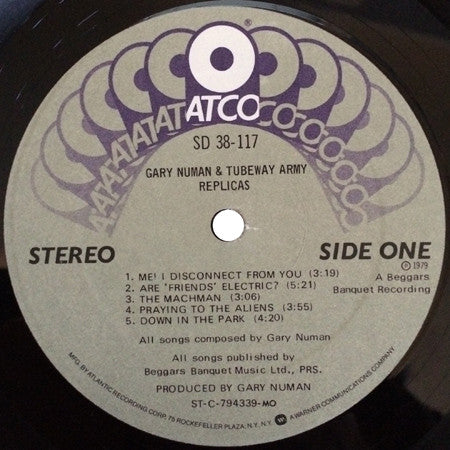 ATCO
SD 38-117
GARY NUMAN & TUBEWAY ARMY
REPLICAS
STEREO
SIDE ONE
Ⓟ 1979
A Beggars
Banquet Recording
1. ME! I DISCONNECT FROM YOU (3:19)
2. ARE 'FRIENDS' ELECTRIC? (5:21)
3. THE MACHMAN (3:06)
4. PRAYING TO THE ALIENS (3:55)
5. DOWN IN THE PARK (4:20)
All songs composed by Gary Numan
All songs published by
Beggars Banquet Music Ltd., PRS.
PRODUCED BY GARY NUMAN
ST-C-794339-MO
MFG. BY ATLANTIC RECORDING CORP. 75 ROCKEFELLER PLAZA, N.Y. N.Y. A WARNER COMMUNICATIONS COMPANY